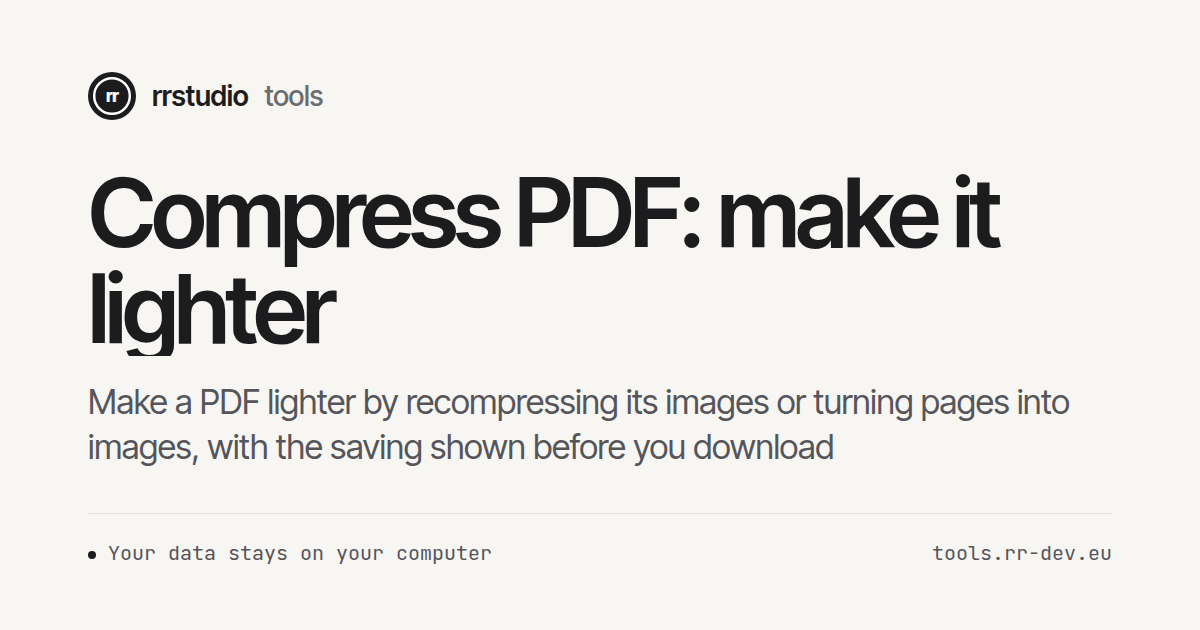 rr rrstudio tools
Compress PDF: make it
lighter
Make a PDF lighter by recompressing its images or turning pages into
images, with the saving shown before you download
Your data stays on your computer
tools.rr-dev.eu